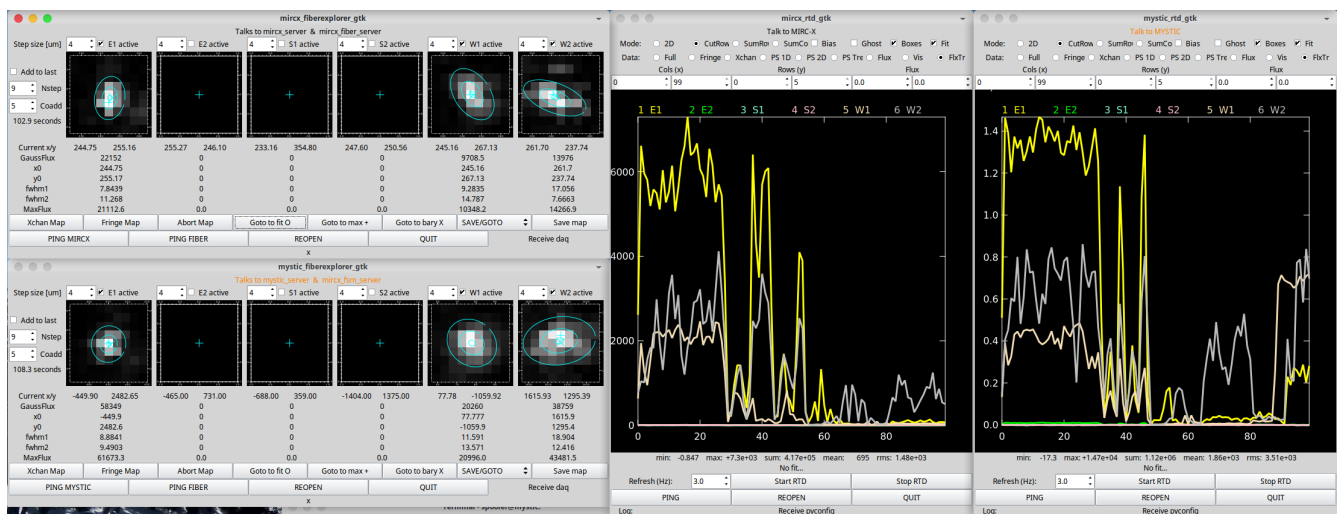 mircx_fiberexplorer_gtk
Talks to mircx_server & mircx_fiber_server
Step size [um] 4 E1 active 4 E2 active 4 S1 active 4 S2 active 4 W1 active 4 W2 active
Add to last
9 Nstep
5 Coadd
102.9 seconds
Current x/y 244.75 255.16 255.27 246.10 233.16 354.80 247.60 250.56 245.16 267.13 261.70 237.74
GaussFlux 22152 0 0 0 9708.5 13976
x0 244.75 0 0 0 245.16 261.7
y0 255.17 0 0 0 267.13 237.74
fwhm1 7.8439 0 0 0 9.2835 17.056
fwhm2 11.268 0 0 0 14.787 7.6663
MaxFlux 21112.6 0.0 0.0 0.0 10348.2 14266.9
Xchan Map Fringe Map Abort Map Goto to fit O Goto to max + Goto to bary X SAVE/GOTO Save map
PING MIRCX PING FIBER REOPEN QUIT Receive daq
x
mystic_fiberexplorer_gtk
Talks to mystic_server & mircx_fsm_server
Step size [um] 4 E1 active 4 E2 active 4 S1 active 4 S2 active 4 W1 active 4 W2 active
Add to last
9 Nstep
5 Coadd
108.3 seconds
Current x/y -449.90 2482.65 -465.00 731.00 -688.00 359.00 -1404.00 1375.00 77.78 -1059.92 1615.93 1295.39
GaussFlux 58349 0 0 0 20260 38759
x0 -449.9 0 0 0 77.777 1615.9
y0 2482.6 0 0 0 -1059.9 1295.4
fwhm1 8.8841 0 0 0 11.591 18.904
fwhm2 9.4903 0 0 0 13.571 12.416
MaxFlux 61673.3 0.0 0.0 0.0 20996.0 43481.5
Xchan Map Fringe Map Abort Map Goto to fit O Goto to max + Goto to bary X SAVE/GOTO Save map
PING MYSTIC PING FIBER REOPEN QUIT Receive daq
x
Terminal - spooler@mystic:
mircx_rtd_gtk
Talk to MIRC-X
Mode: 2D CutRow SumRo SumCo Bias Ghost Boxes Fit
Data: Full Fringe Xchan PS 1D PS 2D PS Tre Flux Vis FlxTr
Cols (x) Rows (y) Flux
0 99 0 5 0.0 0.0
1 E1 2 E2 3 S1 4 S2 5 W1 6 W2
6000
4000
2000
0
0 20 40 60 80
min: -0.847 max: +7.3e+03 sum: 4.17e+05 mean: 695 rms: 1.48e+03
No fit...
Refresh (Hz): 3.0 Start RTD Stop RTD
PING REOPEN QUIT
Log: Receive pyconfig
mystic_rtd_gtk
Talk to MYSTIC
Mode: 2D CutRow SumRo SumCo Bias Ghost Boxes Fit
Data: Full Fringe Xchan PS 1D PS 2D PS Tre Flux Vis FlxTr
Cols (x) Rows (y) Flux
0 99 0 5 0.0 0.0
1 E1 2 E2 3 S1 4 S2 5 W1 6 W2
1.4
1.2
1.0
0.8
0.6
0.4
0.2
0.0
0 20 40 60 80
min: -17.3 max: +1.47e+04 sum: 1.12e+06 mean: 1.86e+03 rms: 3.51e+03
No fit...
Refresh (Hz): 3.0 Start RTD Stop RTD
PING REOPEN QUIT
Log: Receive pyconfig